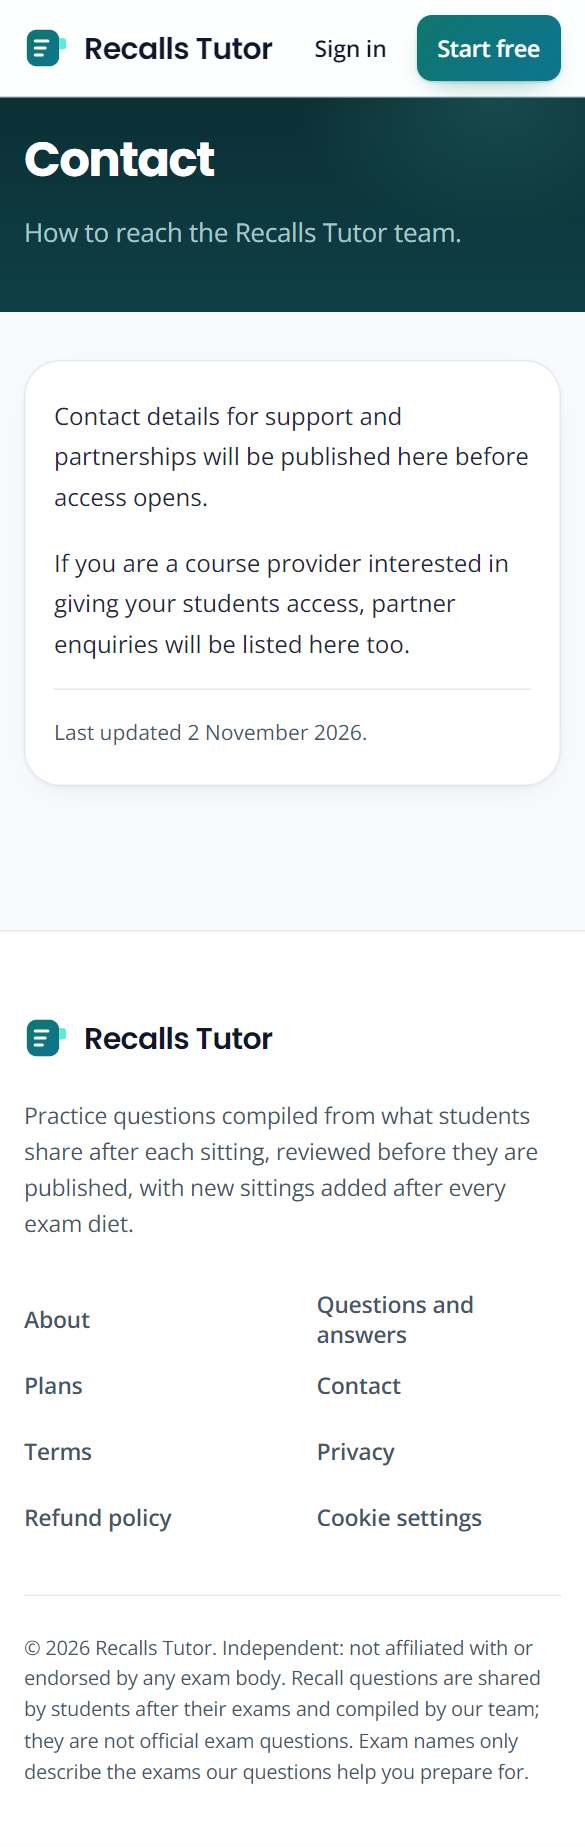 Recalls Tutor
Sign in
Start free
Contact
How to reach the Recalls Tutor team.
Contact details for support and
partnerships will be published here before
access opens.
If you are a course provider interested in
giving your students access, partner
enquiries will be listed here too.
Last updated 2 November 2026.
Recalls Tutor
Practice questions compiled from what students
share after each sitting, reviewed before they are
published, with new sittings added after every
exam diet.
About
Questions and
answers
Plans
Contact
Terms
Privacy
Refund policy
Cookie settings
© 2026 Recalls Tutor. Independent: not affiliated with or
endorsed by any exam body. Recall questions are shared
by students after their exams and compiled by our team;
they are not official exam questions. Exam names only
describe the exams our questions help you prepare for.